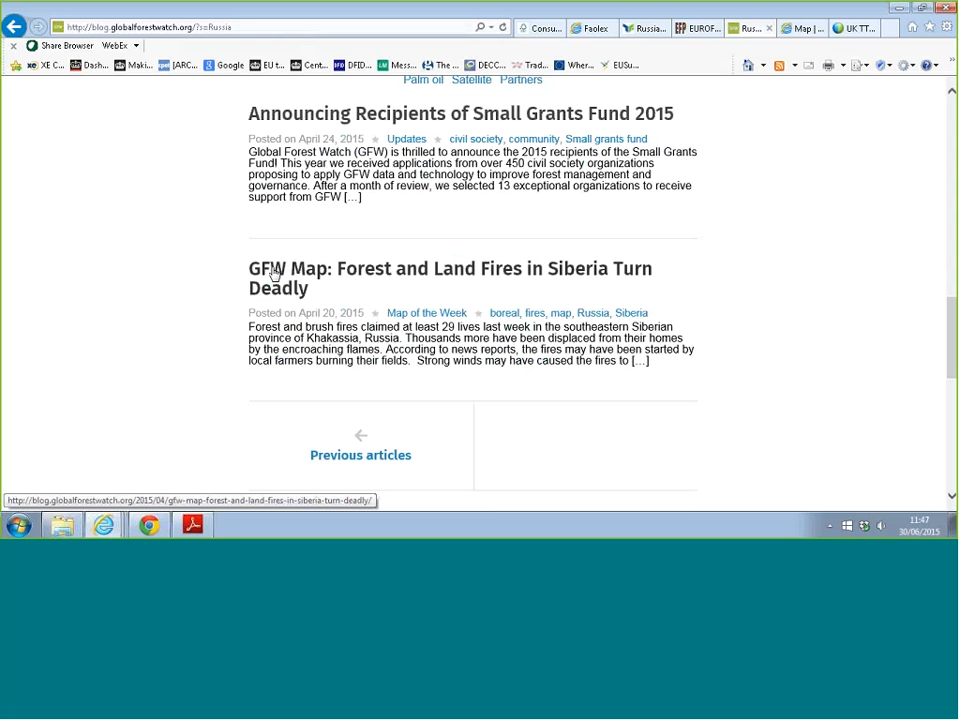 http://blog.globalforestwatch.org/?s=Russia
Consu...
Faolex
Russia...
EUROF...
Rus...
Map |...
UK TT...
Share Browser WebEx
XE C...
Dash...
Maki...
JARC...
Google
EU t...
Cent...
DFID...
Mess...
The ...
DECC...
Trad...
Wher...
EUSu...
Palm oil Satellite Partners
Announcing Recipients of Small Grants Fund 2015
Posted on April 24, 2015 Updates civil society, community, Small grants fund
Global Forest Watch (GFW) is thrilled to announce the 2015 recipients of the Small Grants
Fund! This year we received applications from over 450 civil society organizations
proposing to apply GFW data and technology to improve forest management and
governance. After a month of review, we selected 13 exceptional organizations to receive
support from GFW [...]
GFW Map: Forest and Land Fires in Siberia Turn
Deadly
Posted on April 20, 2015 Map of the Week boreal, fires, map, Russia, Siberia
Forest and brush fires claimed at least 29 lives last week in the southeastern Siberian
province of Khakassia, Russia. Thousands more have been displaced from their homes
by the encroaching flames. According to news reports, the fires may have been started by
local farmers burning their fields. Strong winds may have caused the fires to [...]
Previous articles
http://blog.globalforestwatch.org/2015/04/gfw-map-forest-and-land-fires-in-siberia-turn-deadly/
11:47
30/06/2015